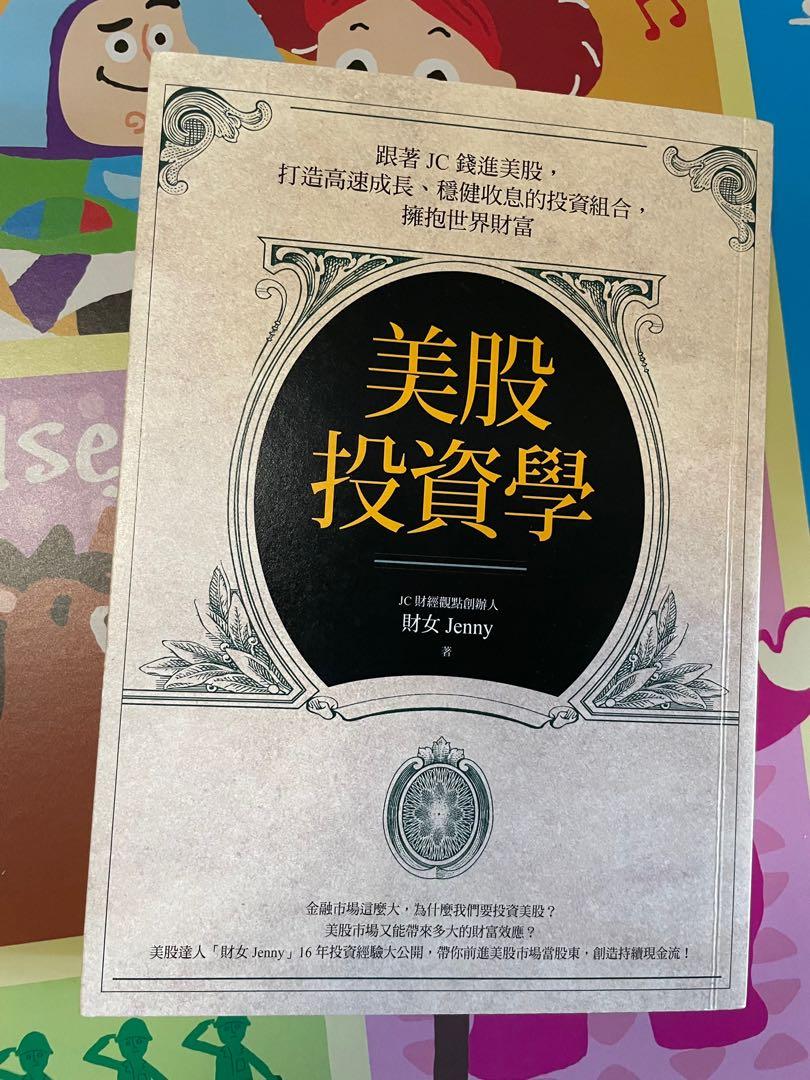 跟著 JC 錢進美股，
打造高速成長、穩健收息的投資組合，
擁抱世界財富
美股
投資學
JC 財經觀點創辦人
財女 Jenny
著
金融市場這麼大，為什麼我們要投資美股？
美股市場又能帶來多大的財富效應？
美股達人「財女 Jenny」16 年投資經驗大公開，帶你前進美股市場當股東，創造持續現金流！